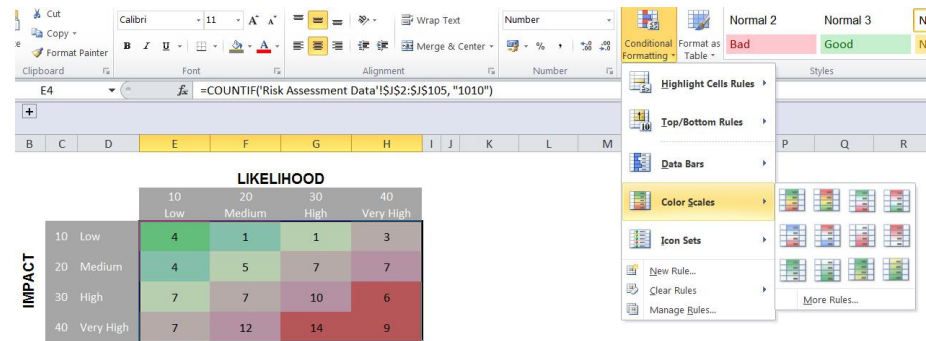 Cut
Copy
Format Painter
Clipboard
Calibri
11
A A
B I U
A
Font
Wrap Text
Merge & Center
Alignment
Number
% ,
.0 .00
.00 .0
Number
Conditional Formatting
Format as Table
Normal 2
Normal 3
Bad
Good
Styles
E4
fx
=COUNTIF('Risk Assessment Data'!$J$2:$J$105, "1010")
+
B C D E F G H I J K L M P Q R
LIKELIHOOD
10 20 30 40
Low Medium High Very High
IMPACT
10 Low 4 1 1 3
20 Medium 4 5 7 7
30 High 7 7 10 6
40 Very High 7 12 14 9
Highlight Cells Rules
Top/Bottom Rules
Data Bars
Color Scales
Icon Sets
New Rule...
Clear Rules
Manage Rules...
More Rules...